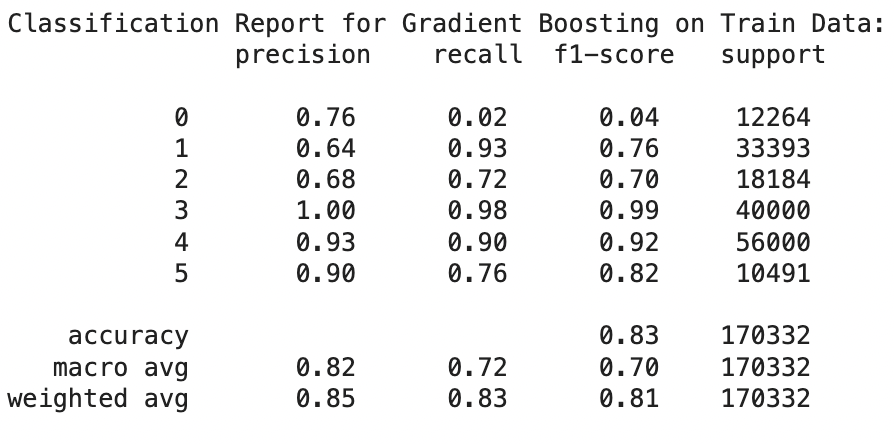 Classification Report for Gradient Boosting on Train Data:
precision recall f1-score support
0 0.76 0.02 0.04 12264
1 0.64 0.93 0.76 33393
2 0.68 0.72 0.70 18184
3 1.00 0.98 0.99 40000
4 0.93 0.90 0.92 56000
5 0.90 0.76 0.82 10491
accuracy 0.83 170332
macro avg 0.82 0.72 0.70 170332
weighted avg 0.85 0.83 0.81 170332